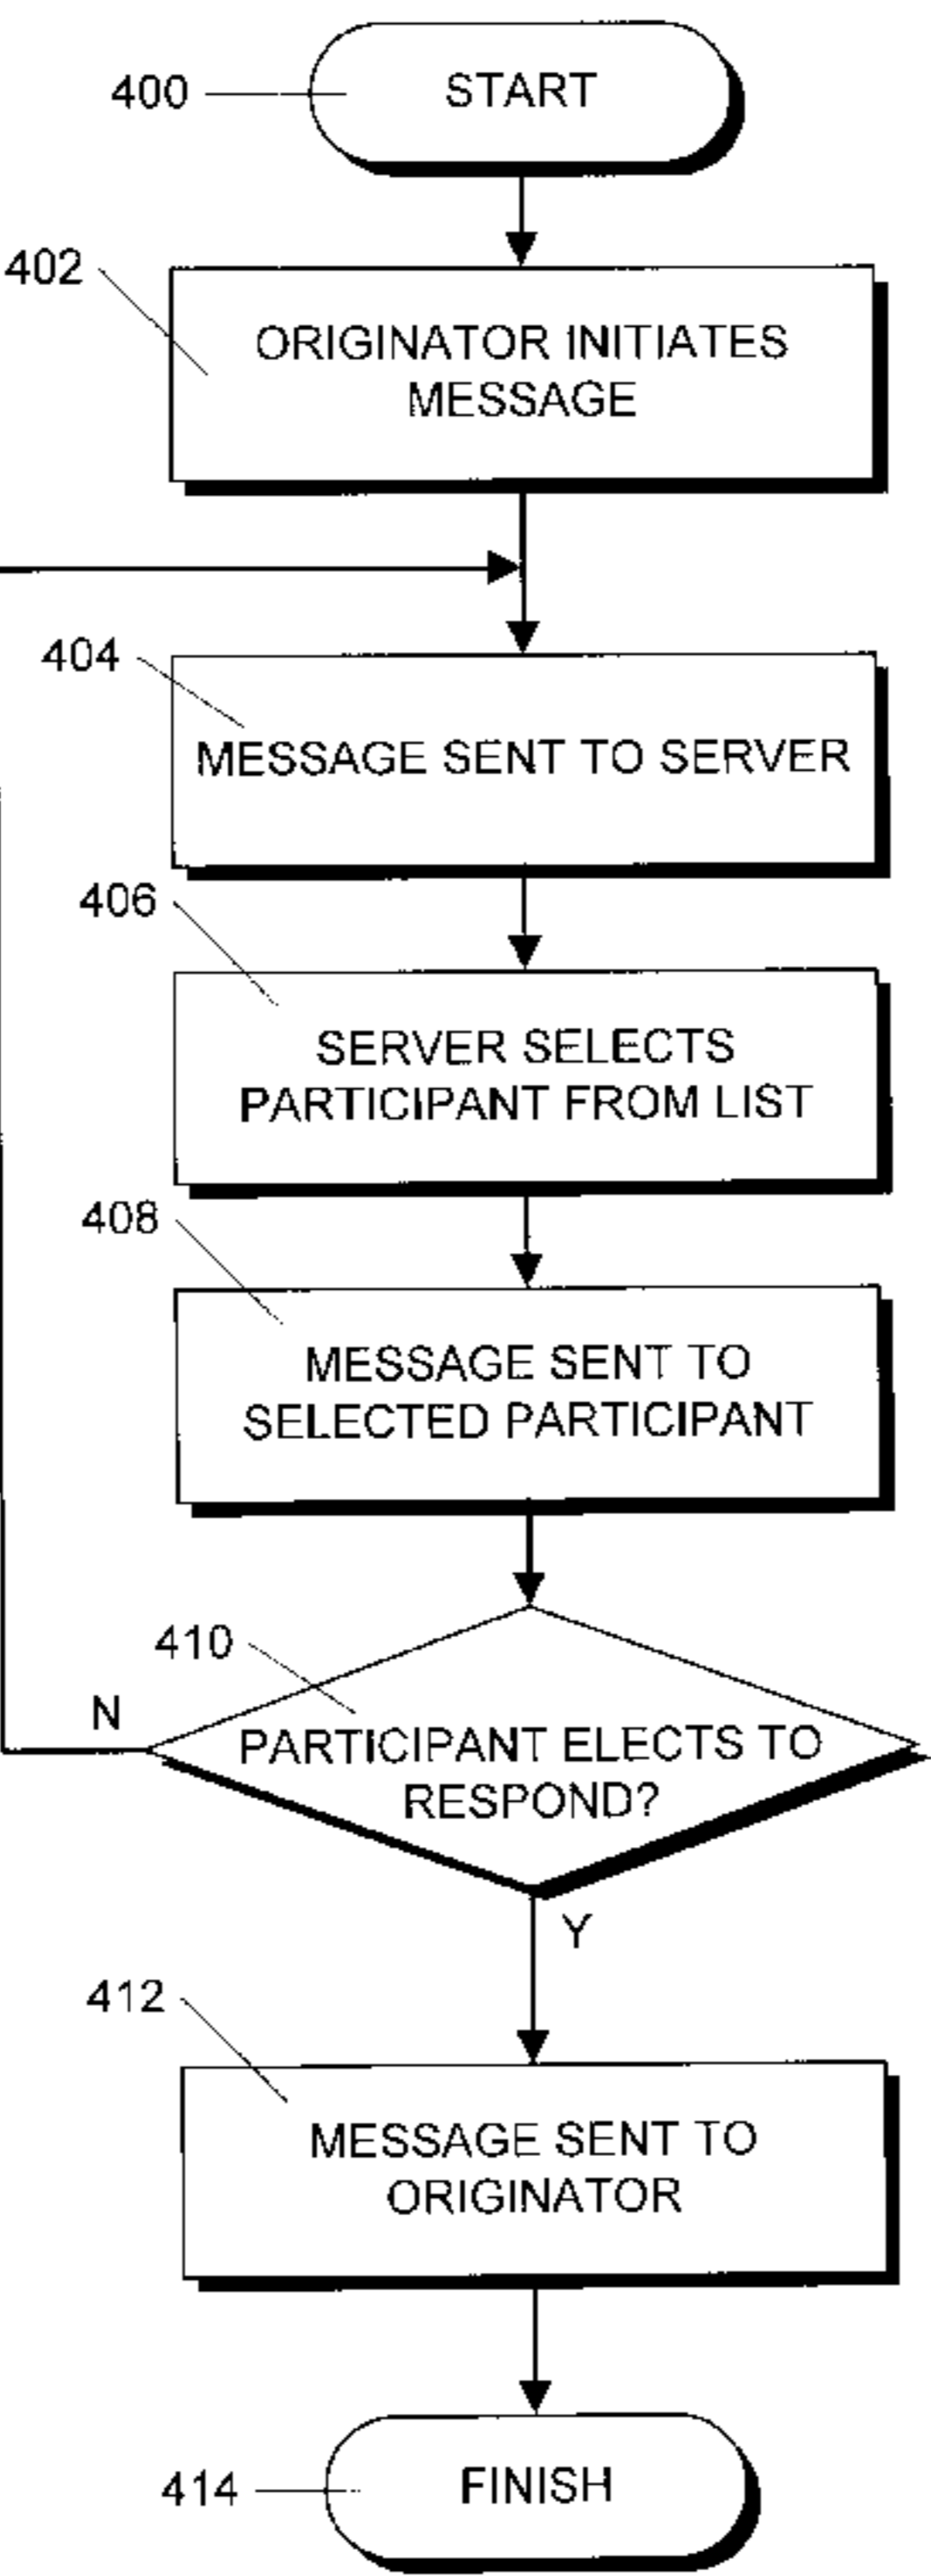 400
START
402
ORIGINATOR INITIATES
MESSAGE
404
MESSAGE SENT TO SERVER
406
SERVER SELECTS
PARTICIPANT FROM LIST
408
MESSAGE SENT TO
SELECTED PARTICIPANT
410
N
PARTICIPANT ELECTS TO
RESPOND?
Y
412
MESSAGE SENT TO
ORIGINATOR
414
FINISH